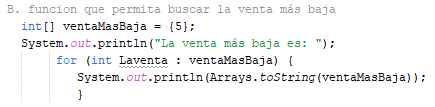 B. funcion que permita buscar la venta más baja
int[] ventaMasBaja = {5};
System.out.println("La venta más baja es: ");
for (int Laventa : ventaMasBaja) {
System.out.println(Arrays.toString(ventaMasBaja));
}